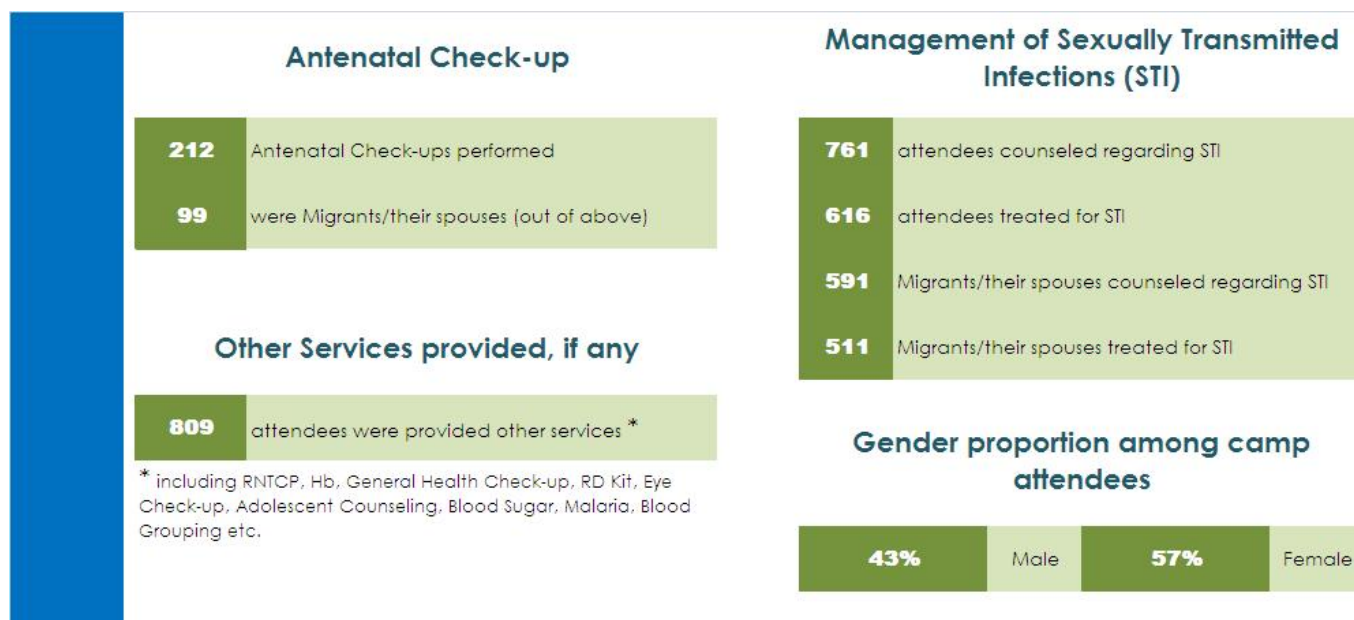 Antenatal Check-up
212 Antenatal Check-ups performed
99 were Migrants/their spouses (out of above)
Other Services provided, if any
809 attendees were provided other services *
* including RNTCP, Hb, General Health Check-up, RD Kit, Eye
Check-up, Adolescent Counseling, Blood Sugar, Malaria, Blood
Grouping etc.
Management of Sexually Transmitted
Infections (STI)
761 attendees counseled regarding STI
616 attendees treated for STI
591 Migrants/their spouses counseled regarding STI
511 Migrants/their spouses treated for STI
Gender proportion among camp
attendees
43% Male 57% Female